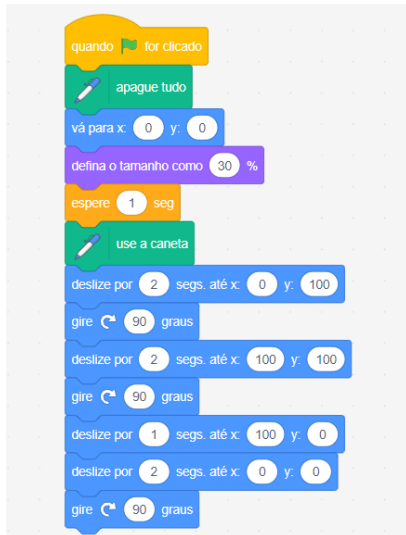 quando for clicado
apague tudo
vá para x: 0 y: 0
defina o tamanho como 30 %
espere 1 seg
use a caneta
deslize por 2 segs. até x: 0 y: 100
gire 90 graus
deslize por 2 segs. até x: 100 y: 100
gire 90 graus
deslize por 1 segs. até x: 100 y: 0
deslize por 2 segs. até x: 0 y: 0
gire 90 graus